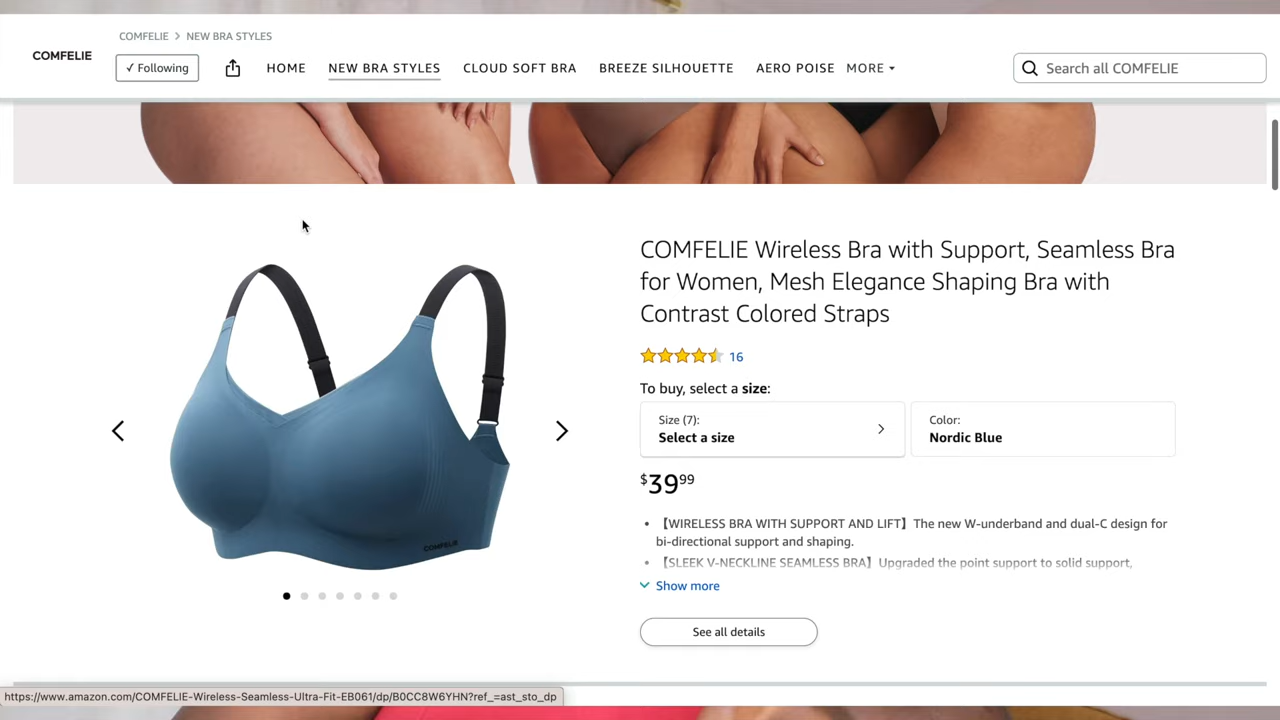 COMFELIE > NEW BRA STYLES
COMFELIE
✓ Following
HOME
NEW BRA STYLES
CLOUD SOFT BRA
BREEZE SILHOUETTE
AERO POISE
MORE
Search all COMFELIE
COMFELIE Wireless Bra with Support, Seamless Bra
for Women, Mesh Elegance Shaping Bra with
Contrast Colored Straps
16
To buy, select a size:
Size (7):
Select a size
Color:
Nordic Blue
$39 99
• 【WIRELESS BRA WITH SUPPORT AND LIFT】The new W-underband and dual-C design for
bi-directional support and shaping.
• 【SLEEK V-NECKLINE SEAMLESS BRA】Upgraded the point support to solid support,
Show more
See all details
COMFELIE
https://www.amazon.com/COMFELIE-Wireless-Seamless-Ultra-Fit-EB061/dp/B0CC8W6YHN?ref_=ast_sto_dp